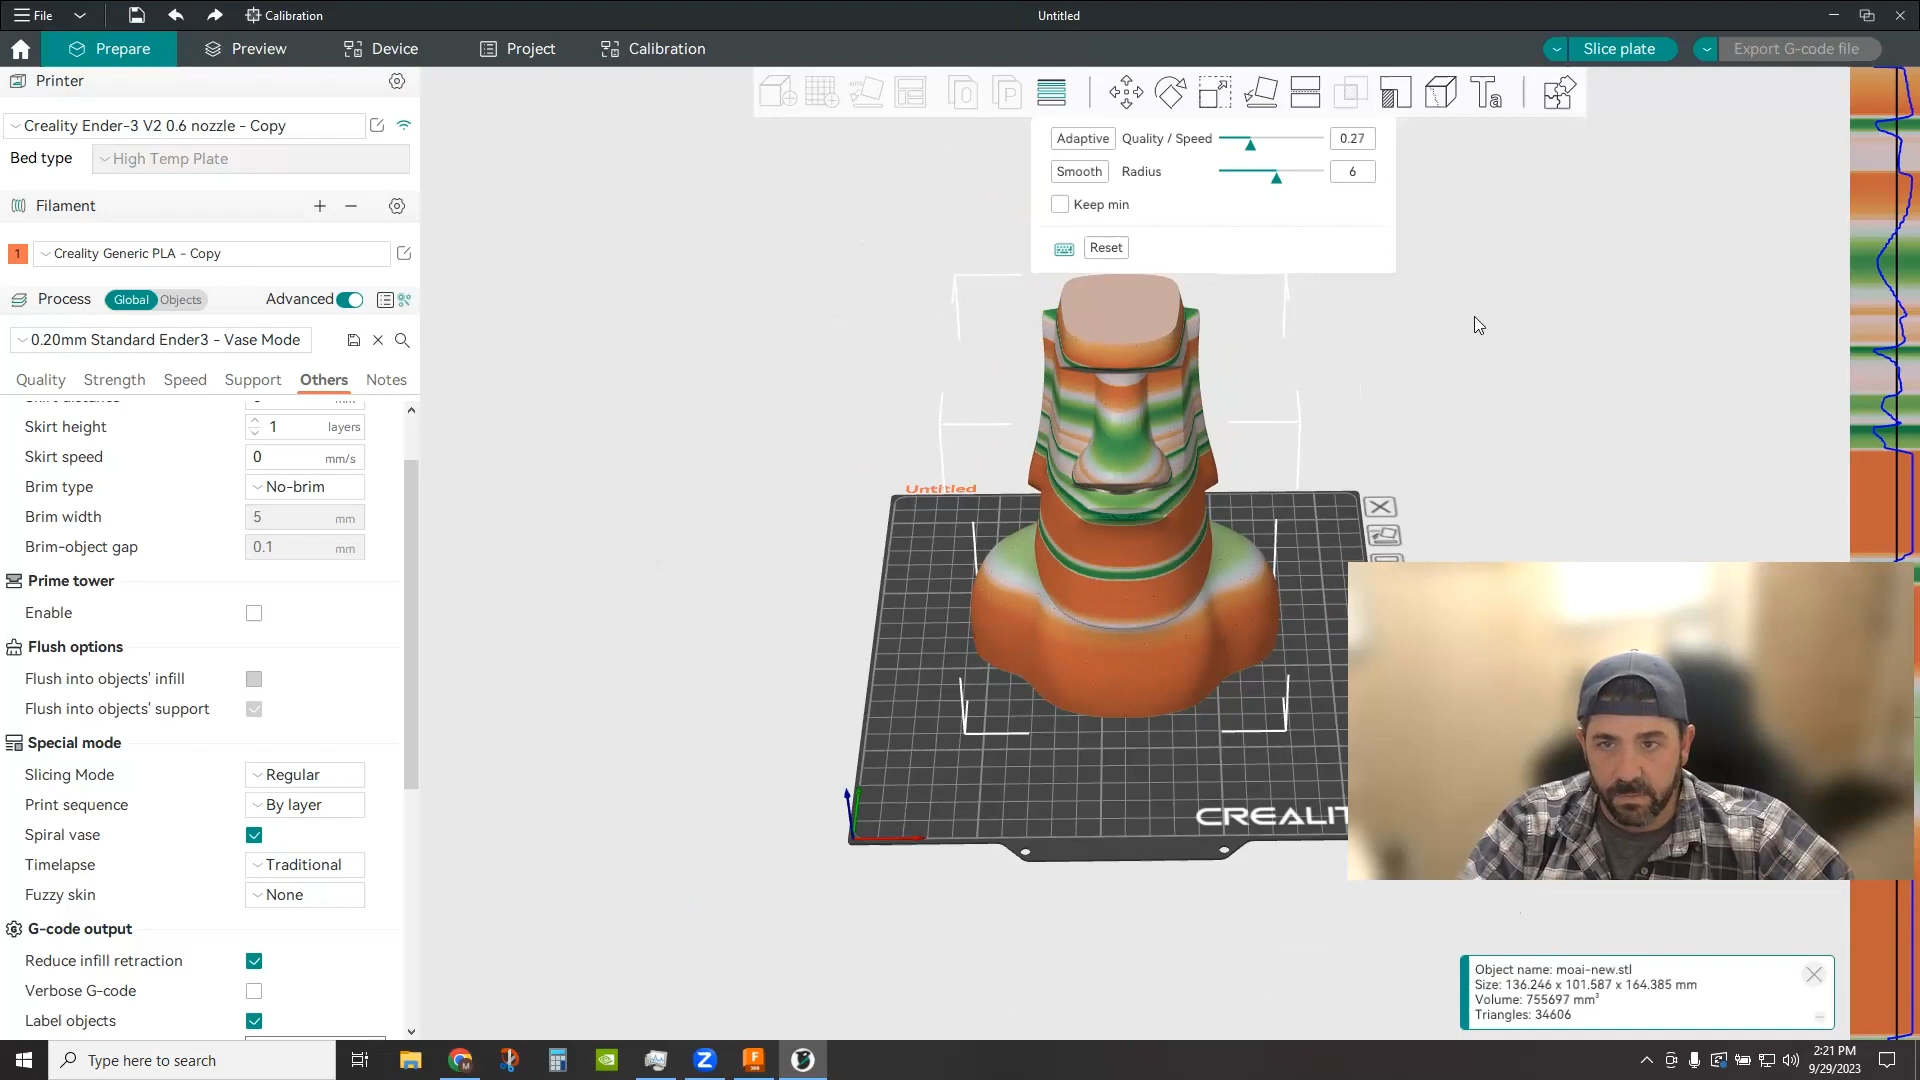 File
Calibration
Untitled
Prepare
Preview
Device
Project
Calibration
Slice plate
Export G-code file
Printer
Creality Ender-3 V2 0.6 nozzle - Copy
Bed type
High Temp Plate
Filament
1
Creality Generic PLA - Copy
Process
Global
Objects
Advanced
0.20mm Standard Ender3 - Vase Mode
Quality
Strength
Speed
Support
Others
Notes
Skirt height
1
layers
Skirt speed
0
mm/s
Brim type
No-brim
Brim width
5
mm
Brim-object gap
0.1
mm
Prime tower
Enable
Flush options
Flush into objects' infill
Flush into objects' support
Special mode
Slicing Mode
Regular
Print sequence
By layer
Spiral vase
Timelapse
Traditional
Fuzzy skin
None
G-code output
Reduce infill retraction
Verbose G-code
Label objects
Adaptive
Quality / Speed
0.27
Smooth
Radius
6
Keep min
Reset
Untitled
CREALIT
Object name: moai-new.stl
Size: 136.246 x 101.587 x 164.385 mm
Volume: 755697 mm³
Triangles: 34606
Type here to search
2:21 PM
9/29/2023